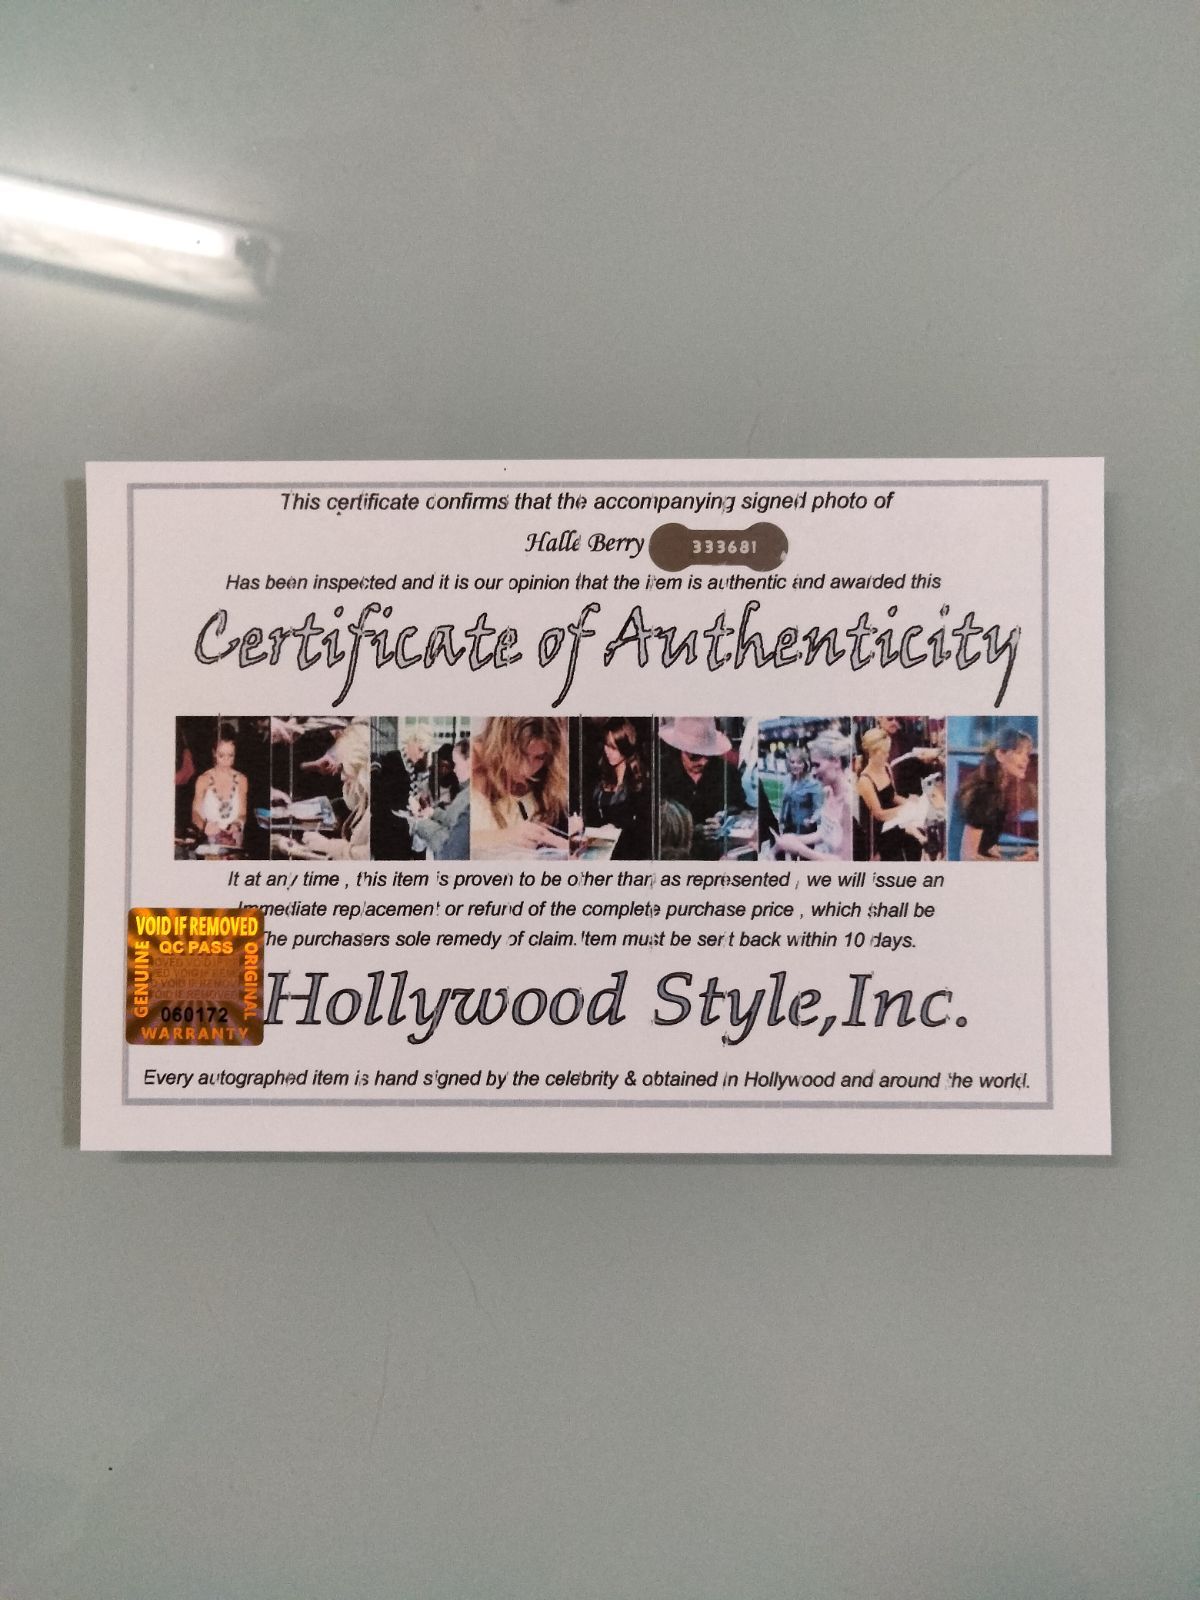 This certificate confirms that the accompanying signed photo of
Halle Berry 333681
Has been inspected and it is our opinion that the item is authentic and awarded this
Certificate of Authenticity
It at any time , this item is proven to be other than as represented , we will issue an
Immediate replacement or refund of the complete purchase price , which shall be
The purchasers sole remedy of claim. Item must be sent back within 10 days.
VOID IF REMOVED
QC PASS
GENUINE
ORIGINAL
060172
WARRANTY
Hollywood Style,Inc.
Every autographed item is hand signed by the celebrity & obtained in Hollywood and around the world.